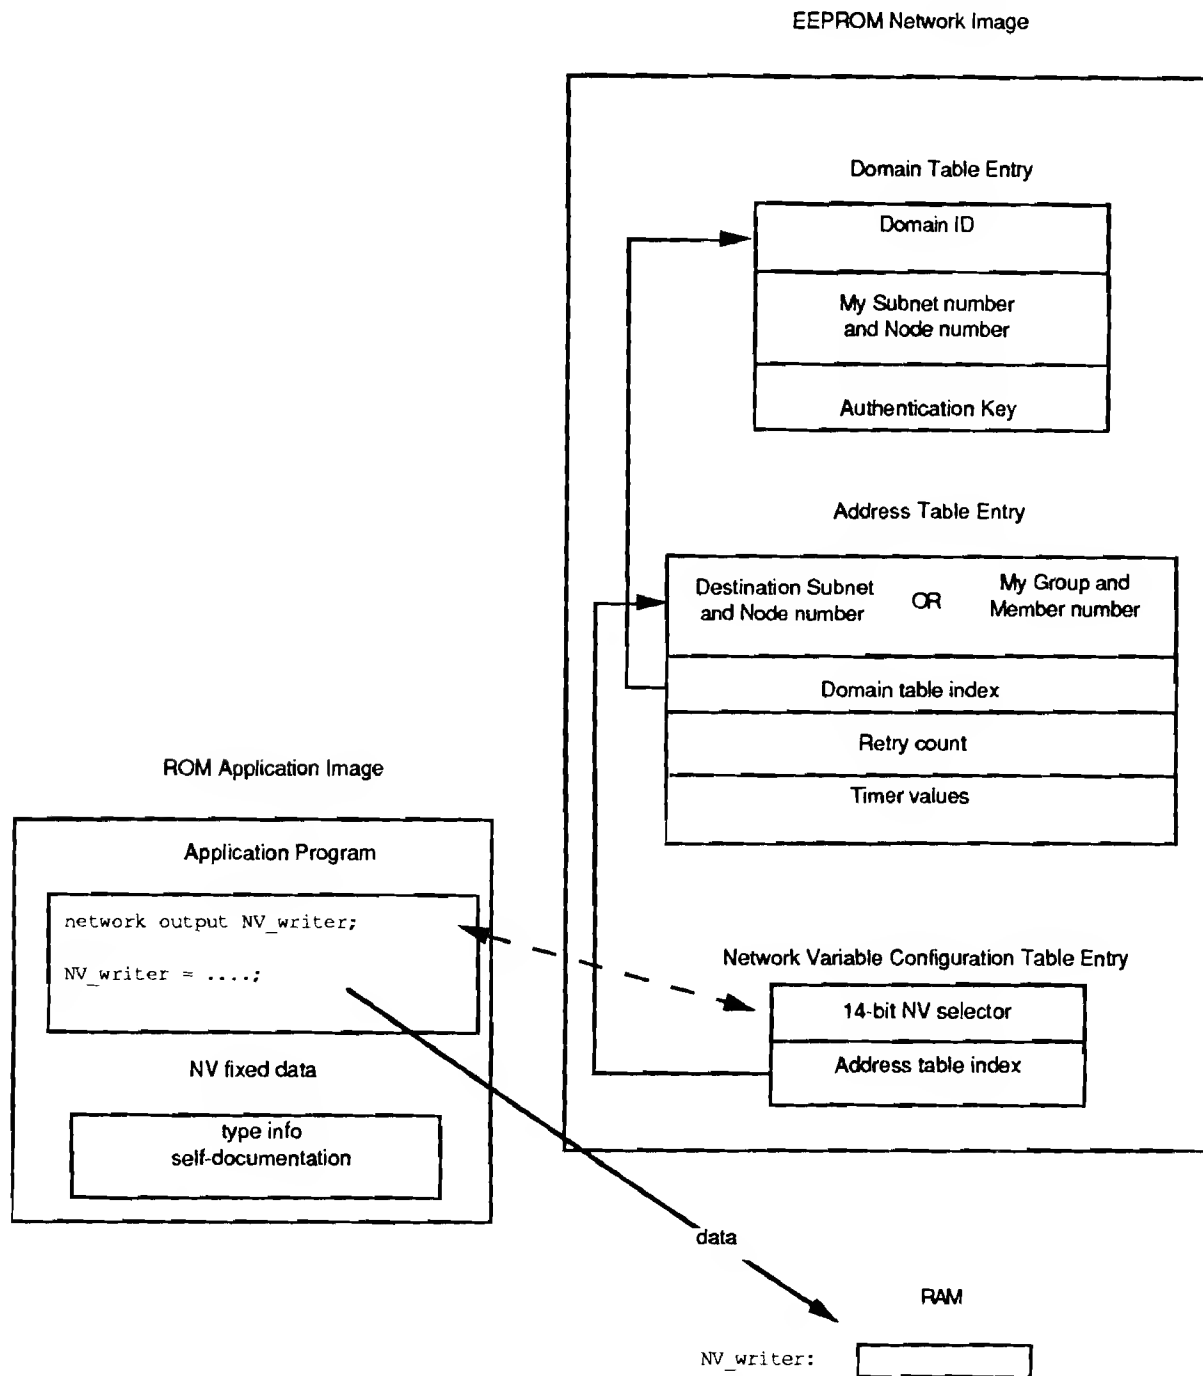 EEPROM Network Image
Domain Table Entry
Domain ID
My Subnet number
and Node number
Authentication Key
Address Table Entry
Destination Subnet
and Node number
OR
My Group and
Member number
Domain table index
Retry count
Timer values
ROM Application Image
Application Program
network output NV_writer;
NV_writer = ....;
NV fixed data
type info
self-documentation
Network Variable Configuration Table Entry
14-bit NV selector
Address table index
data
RAM
NV_writer: